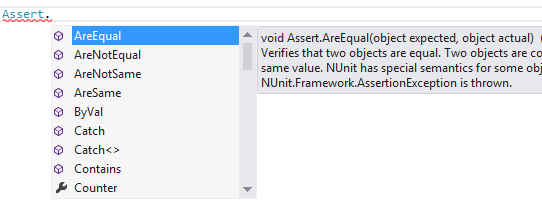 Assert.
AreEqual
AreNotEqual
AreNotSame
AreSame
ByVal
Catch
Catch<>
Contains
Counter
void Assert.AreEqual(object expected, object actual) (
Verifies that two objects are equal. Two objects are co
same value. NUnit has special semantics for some obj
NUnit.Framework.AssertionException is thrown.